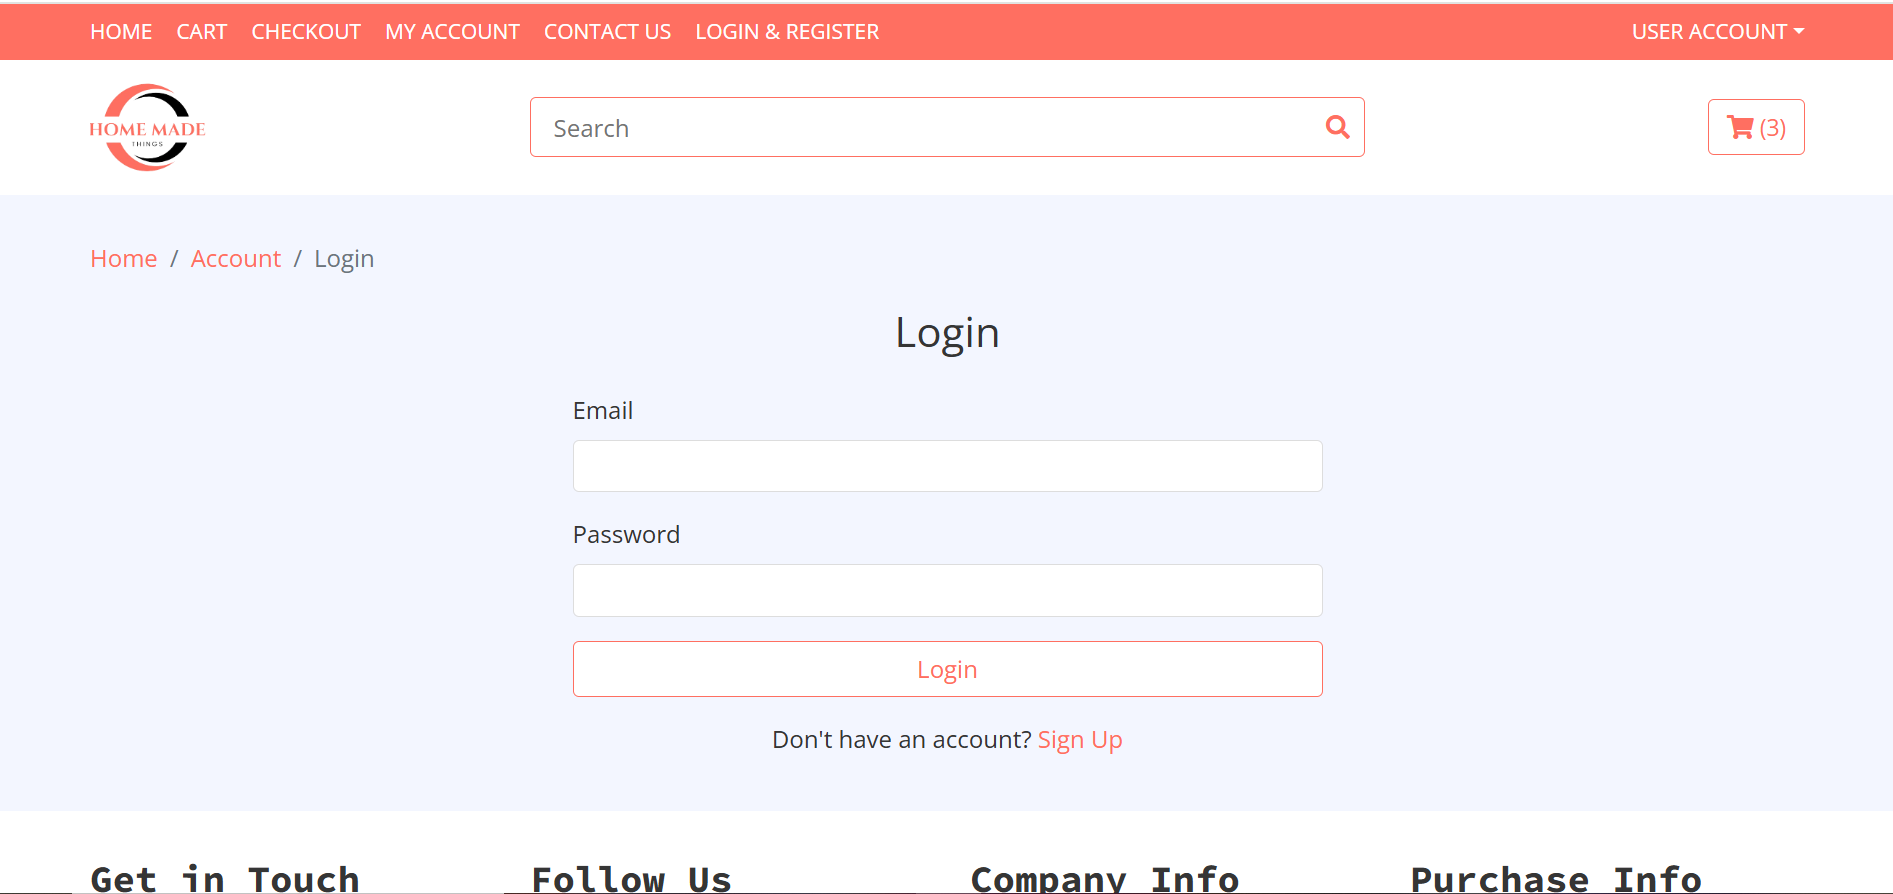 HOME CART CHECKOUT MY ACCOUNT CONTACT US LOGIN & REGISTER USER ACCOUNT
HOME MADE
THINGS
Search
(3)
Home / Account / Login
Login
Email
Password
Login
Don't have an account? Sign Up
Get in Touch Follow Us Company Info Purchase Info